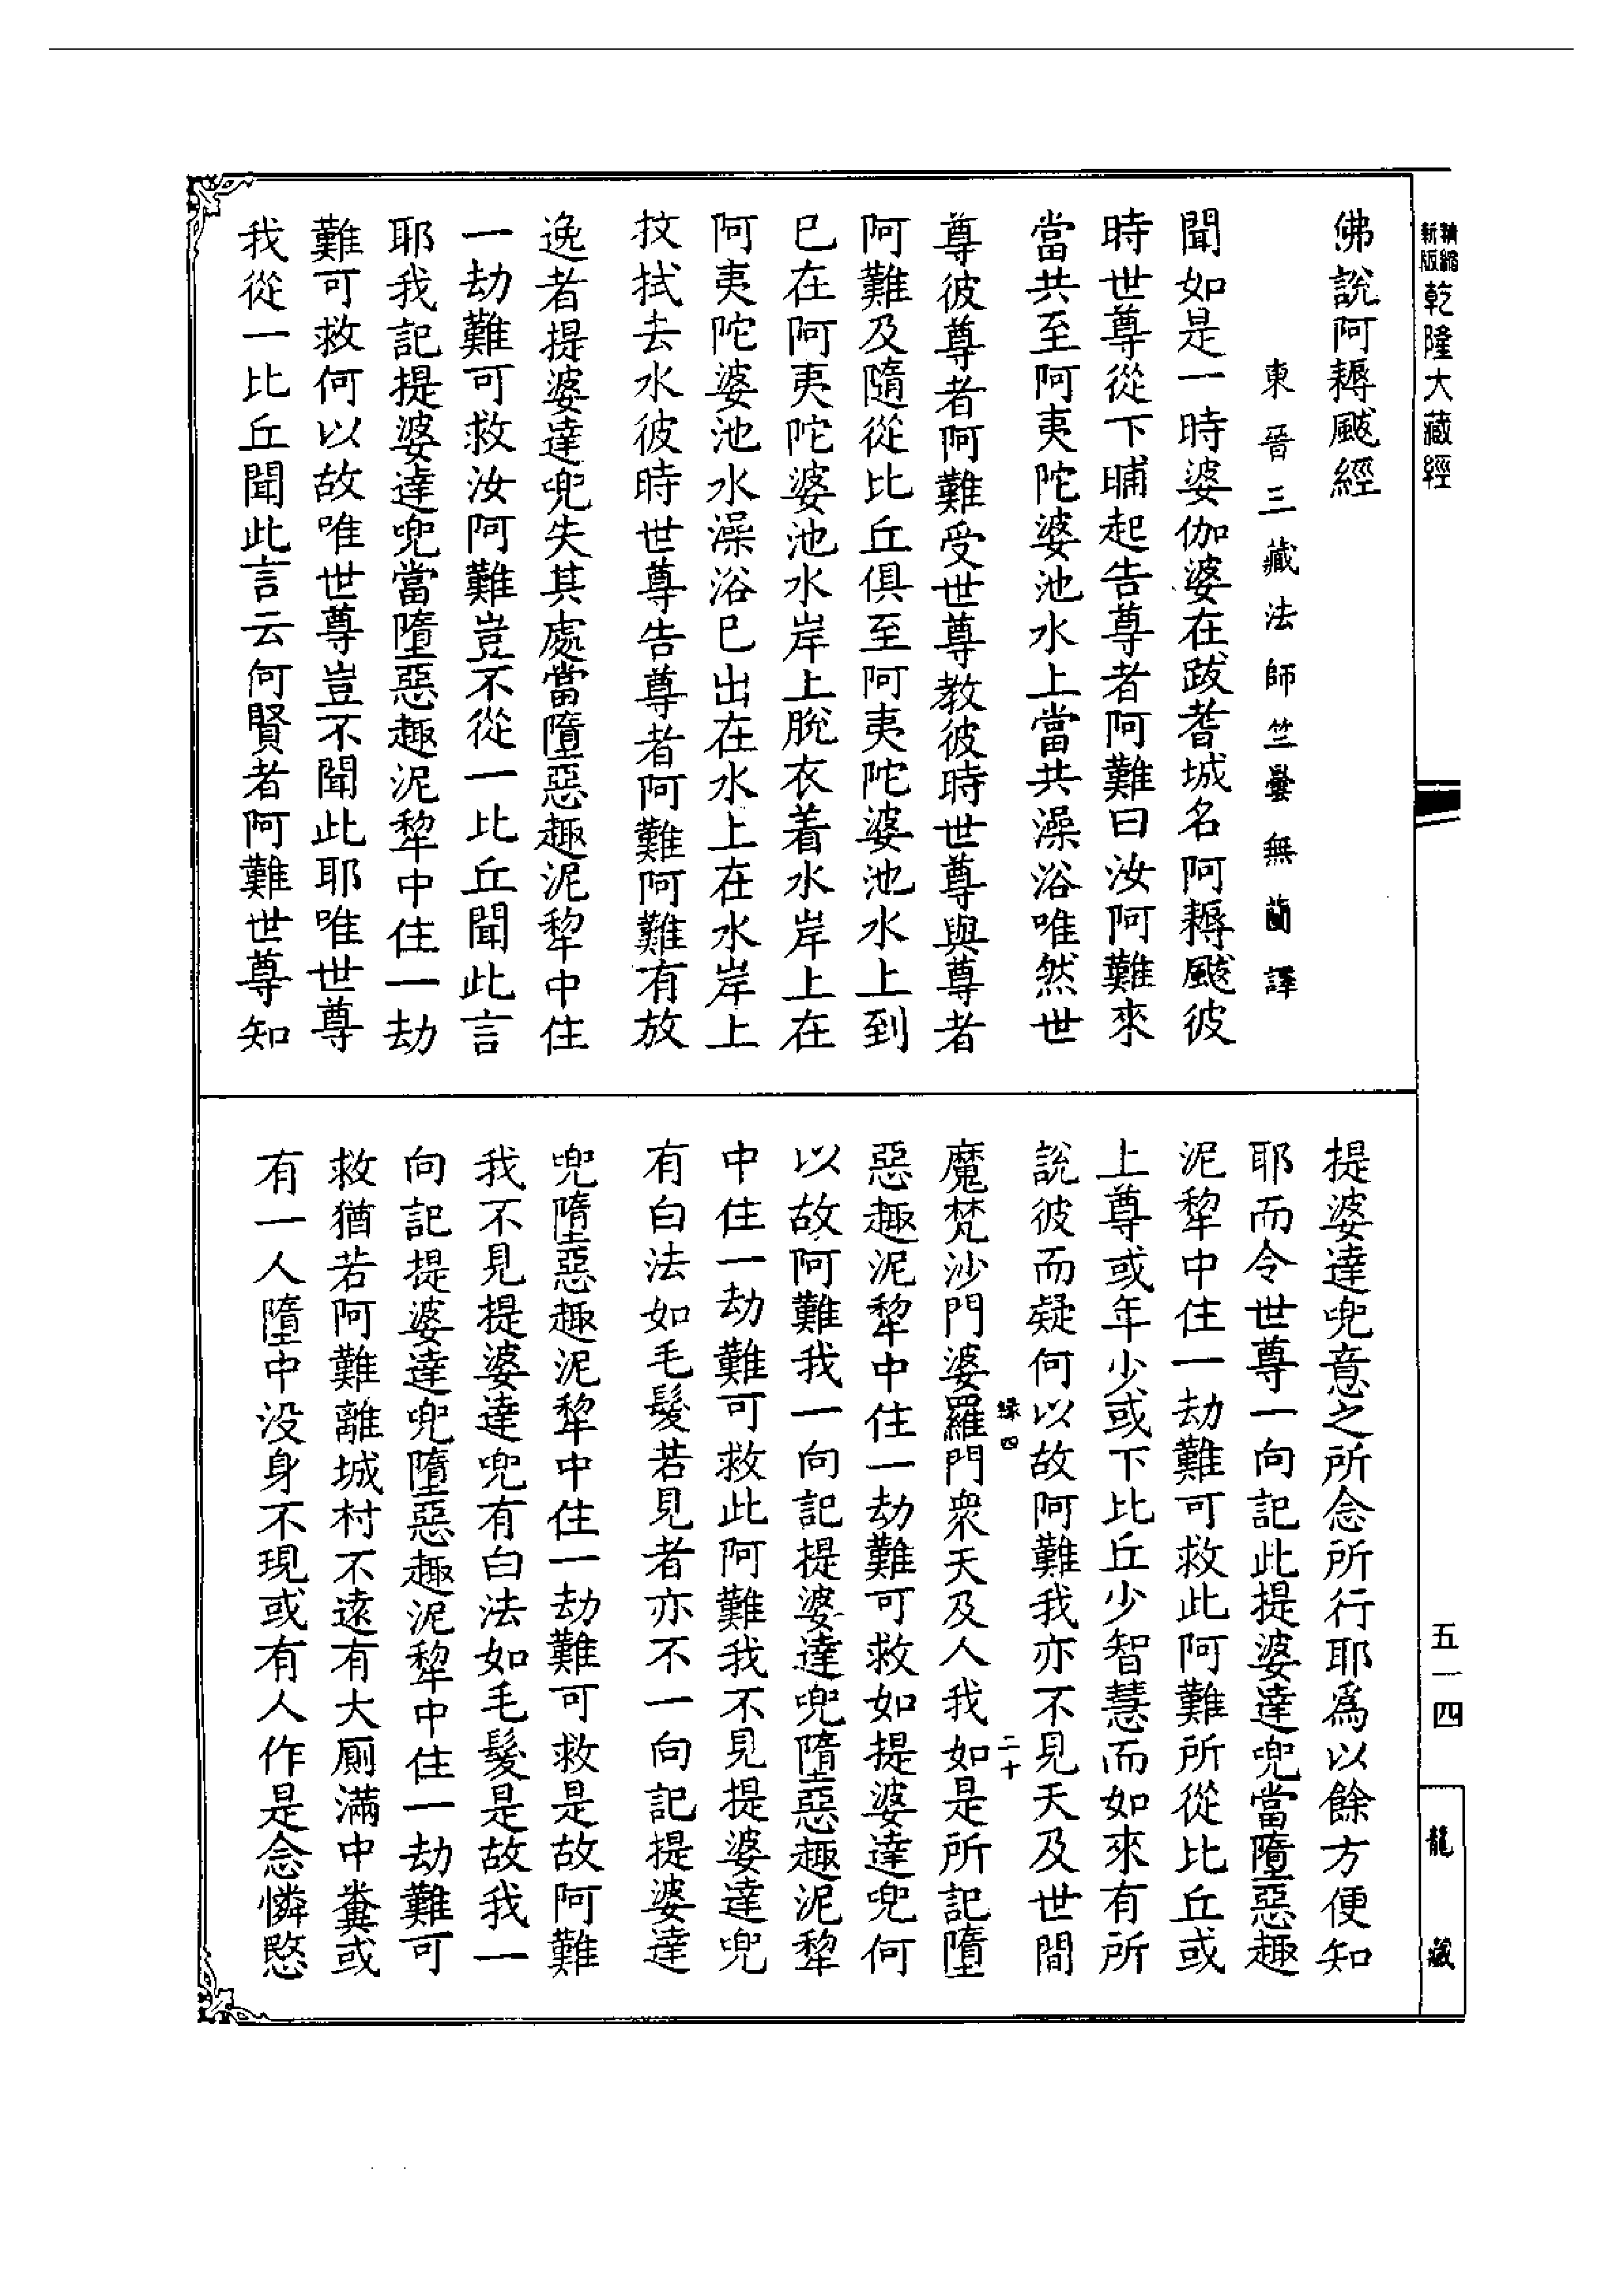 新版精縮乾隆大藏經
五一四
龍藏
佛說阿耨颰經
東晉三藏法師竺曇無蘭譯
聞如是一時婆伽婆在跋耆城名阿耨颰彼
時世尊從下晡起告尊者阿難曰汝阿難來
當共至阿夷陀婆池水上當共澡浴唯然世
尊彼尊者阿難受世尊教彼時世尊與尊者
阿難及隨從比丘俱至阿夷陀婆池水上到
已在阿夷陀婆池水岸上脫衣着水岸上在
阿夷陀婆池水澡浴已出在水上在水岸上
抆拭去水彼時世尊告尊者阿難阿難有放
逸者提婆達兜失其處當墮惡趣泥犂中住
一劫難可救汝阿難豈不從一比丘聞此言
耶我記提婆達兜當墮惡趣泥犂中住一劫
難可救何以故唯世尊豈不聞此耶唯世尊
我從一比丘聞此言云何賢者阿難世尊知
提婆達兜意之所念所行耶爲以餘方便知
耶而令世尊一向記此提婆達兜當墮惡趣
泥犂中住一劫難可救此阿難所從比丘或
上尊或年少或下比丘少智慧而如來有所
說彼而疑何以故阿難我亦不見天及世間
緣四
二十
魔梵沙門婆羅門衆天及人我如是所記墮
惡趣泥犂中住一劫難可救如提婆達兜何
以故阿難我一向記提婆達兜墮惡趣泥犂
中住一劫難可救此阿難我不見提婆達兜
有白法如毛髮若見者亦不一向記提婆達
兜墮惡趣泥犂中住一劫難可救是故阿難
我不見提婆達兜有白法如毛髮是故我一
向記提婆達兜墮惡趣泥犂中住一劫難可
救猶若阿難離城村不遠有大廁滿中糞或
有一人墮中没身不現或有人作是念憐愍